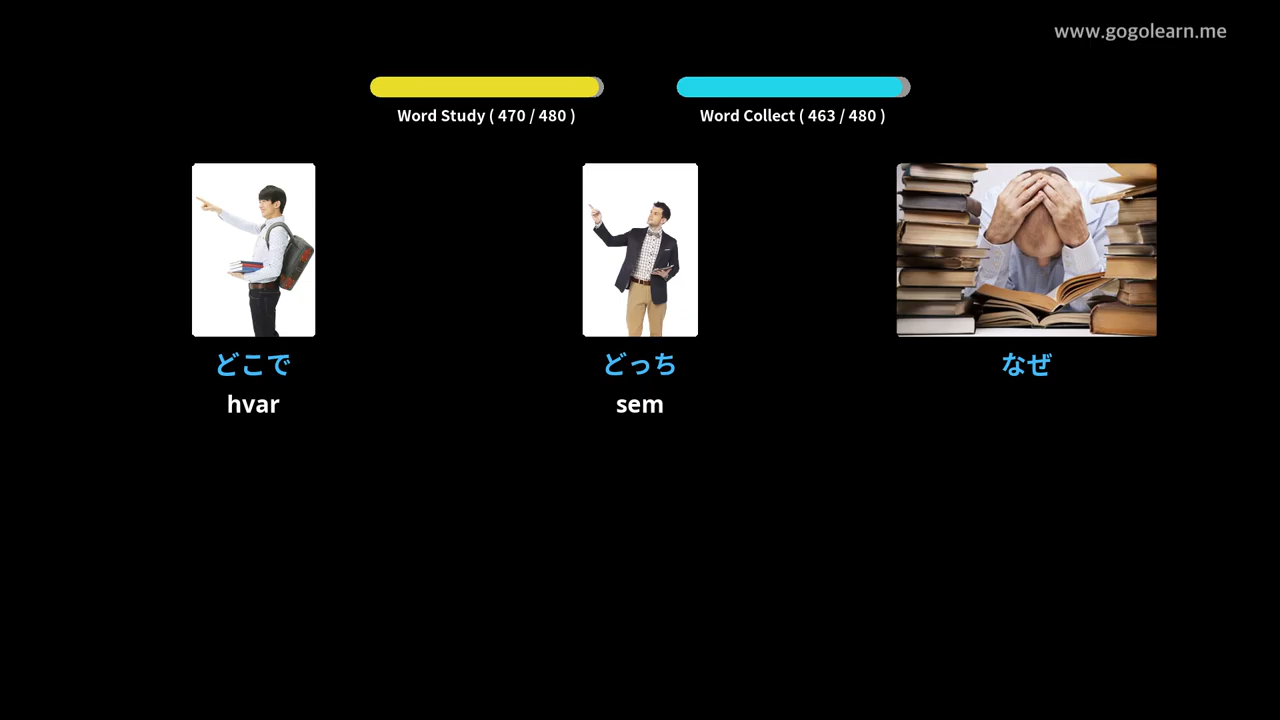 www.gogolearn.me
Word Study ( 470 / 480 )
Word Collect ( 463 / 480 )
どこで
どっち
なぜ
hvar
sem